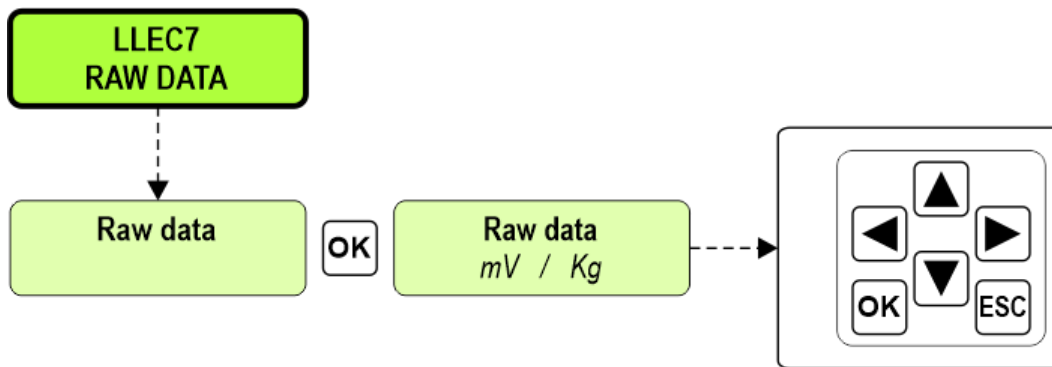 LLEC7
RAW DATA
Raw data
OK
Raw data
mV / Kg
OK
ESC